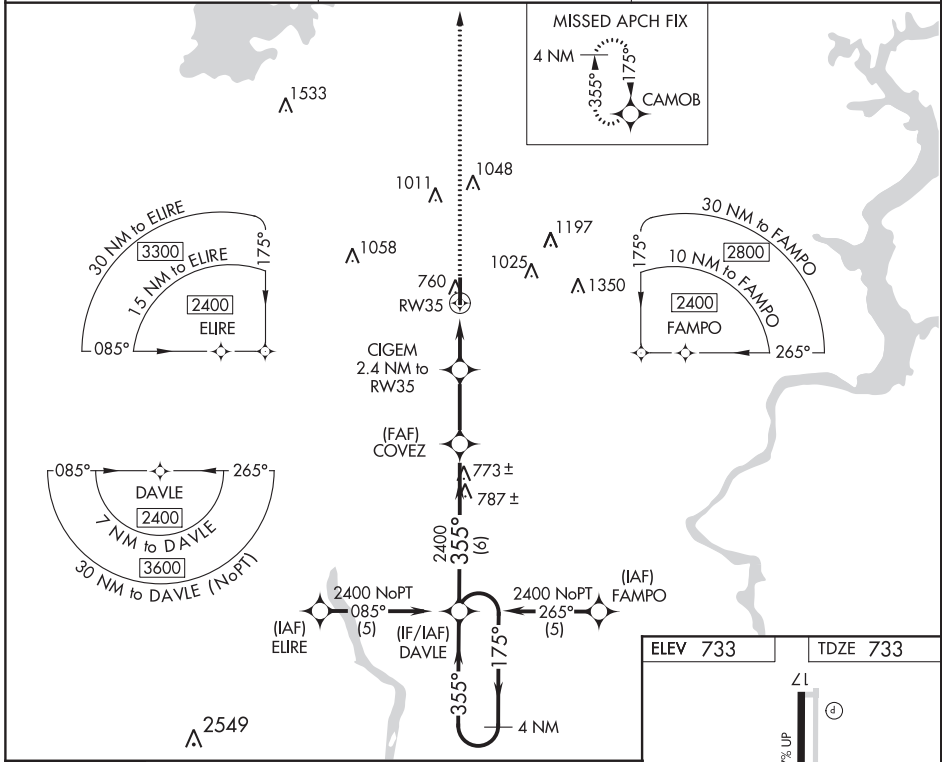 MISSED APCH FIX
4 NM
355°
175°
CAMOB
1533
1011
1048
1058
1197
1025
1350
760
RW35
30 NM to ELIRE
3300
15 NM to ELIRE
2400
ELIRE
175°
085°
30 NM to FAMPO
2800
10 NM to FAMPO
2400
FAMPO
175°
265°
CIGEM
2.4 NM to
RW35
(FAF)
COVEZ
773 ±
787 ±
085°
265°
DAVLE
2400
7 NM to DAVLE
3600
30 NM to DAVLE (NoPT)
2400
355°
(6)
2400 NoPT
085°
(5)
(IAF)
ELIRE
(IF/IAF)
DAVLE
2400 NoPT
265°
(5)
(IAF)
FAMPO
355°
175°
4 NM
2549
ELEV 733
TDZE 733
17
P
% UP